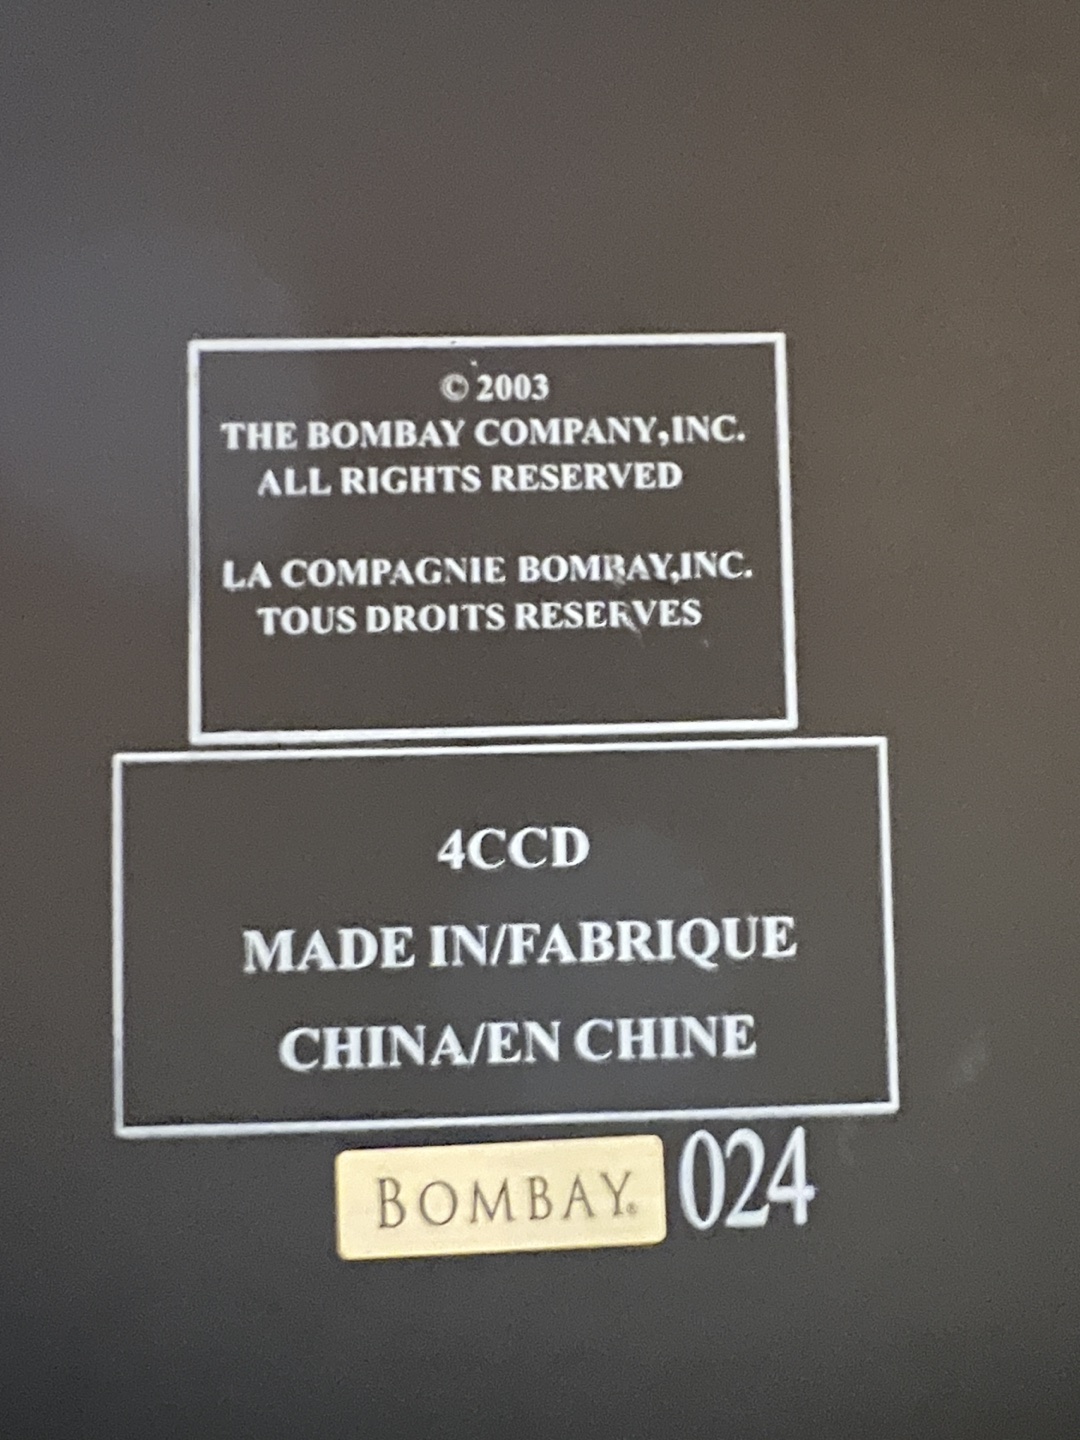 © 2003
THE BOMBAY COMPANY,INC.
ALL RIGHTS RESERVED
LA COMPAGNIE BOMBAY,INC.
TOUS DROITS RESERVES
4CCD
MADE IN/FABRIQUE
CHINA/EN CHINE
BOMBAY® 024